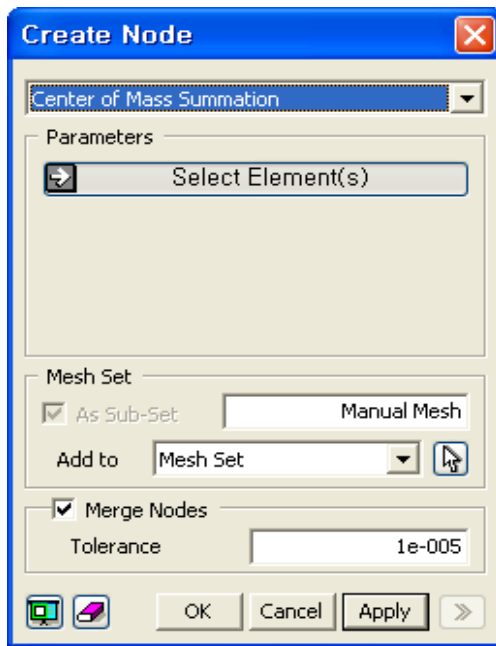 Create Node
Center of Mass Summation
Parameters
Select Element(s)
Mesh Set
As Sub-Set Manual Mesh
Add to Mesh Set
Merge Nodes
Tolerance 1e-005
OK Cancel Apply